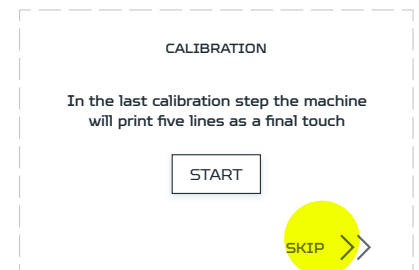 CALIBRATION
In the last calibration step the machine
will print five lines as a final touch
START
SKIP